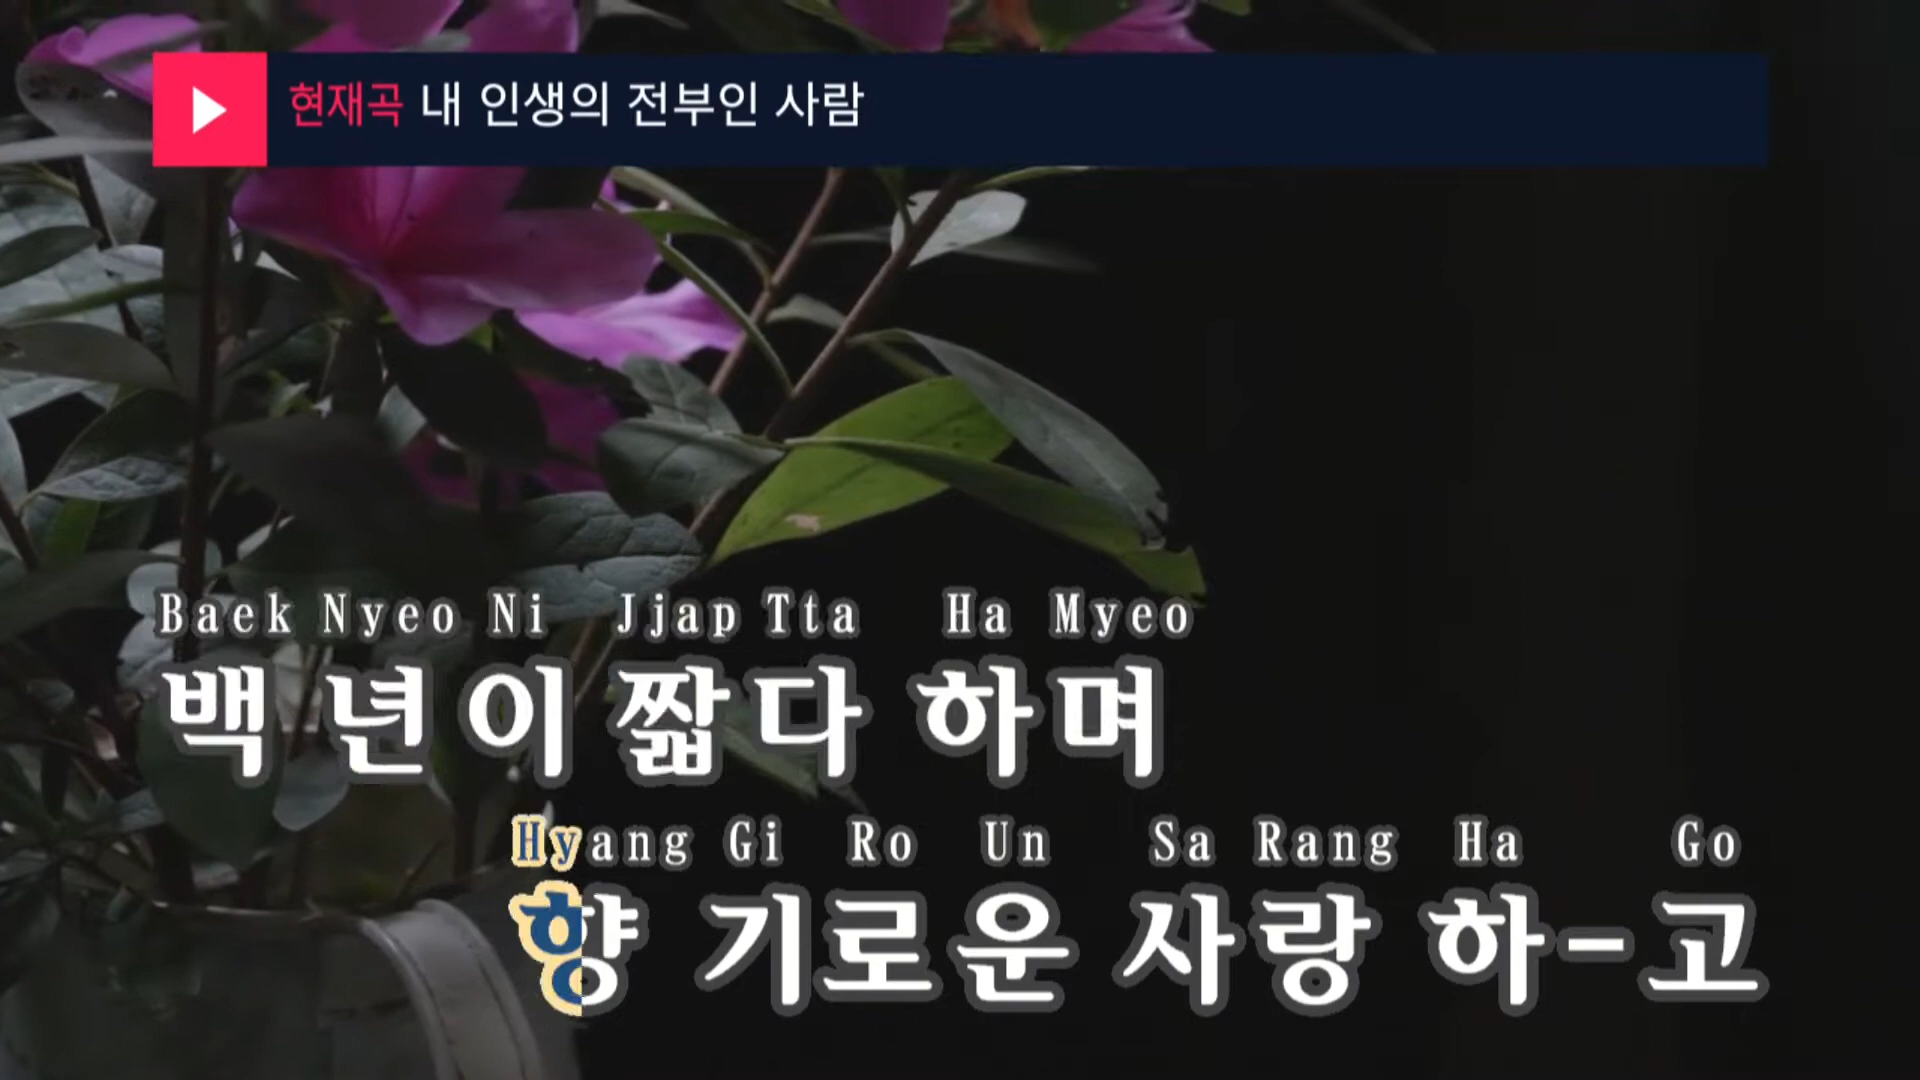 현재곡 내 인생의 전부인 사람
Baek Nyeo Ni Jjap Tta Ha Myeo
백 년이 짧다 하며
Hyang Gi Ro Un Sa Rang Ha Go
향 기로운 사랑 하-고